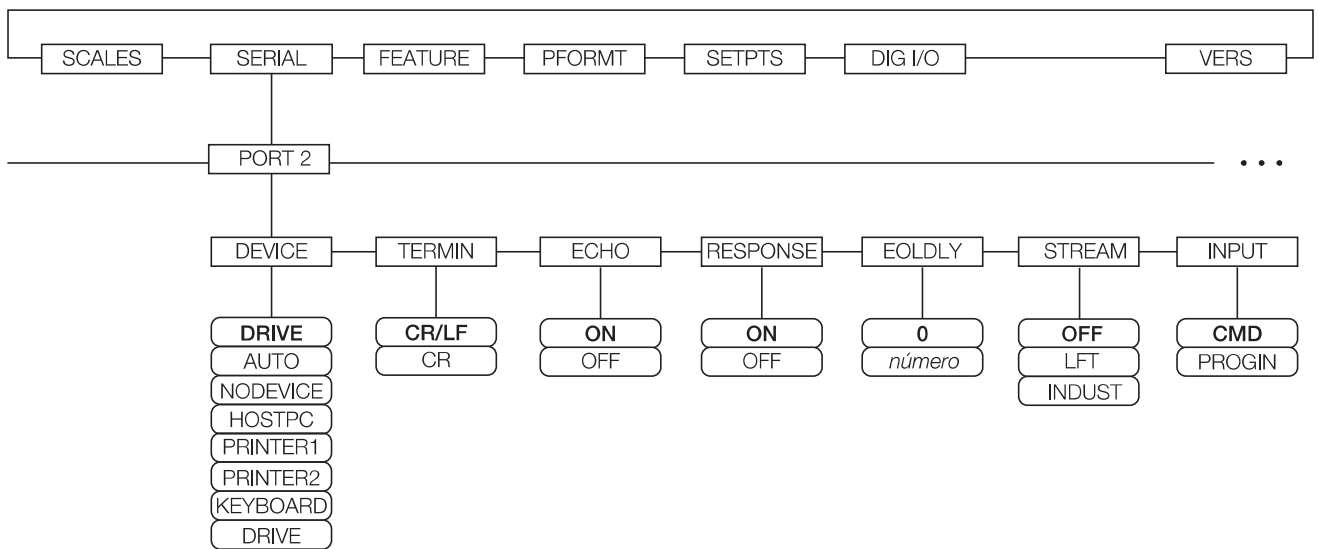 SCALES SERIAL FEATURE PFORMT SETPTS DIG I/O VERS
PORT 2
• • •
DEVICE TERMIN ECHO RESPONSE EOLDLY STREAM INPUT
DRIVE CR/LF ON ON 0 OFF CMD
AUTO CR OFF OFF número LFT PROGIN
NODEVICE INDUST
HOSTPC
PRINTER1
PRINTER2
KEYBOARD
DRIVE